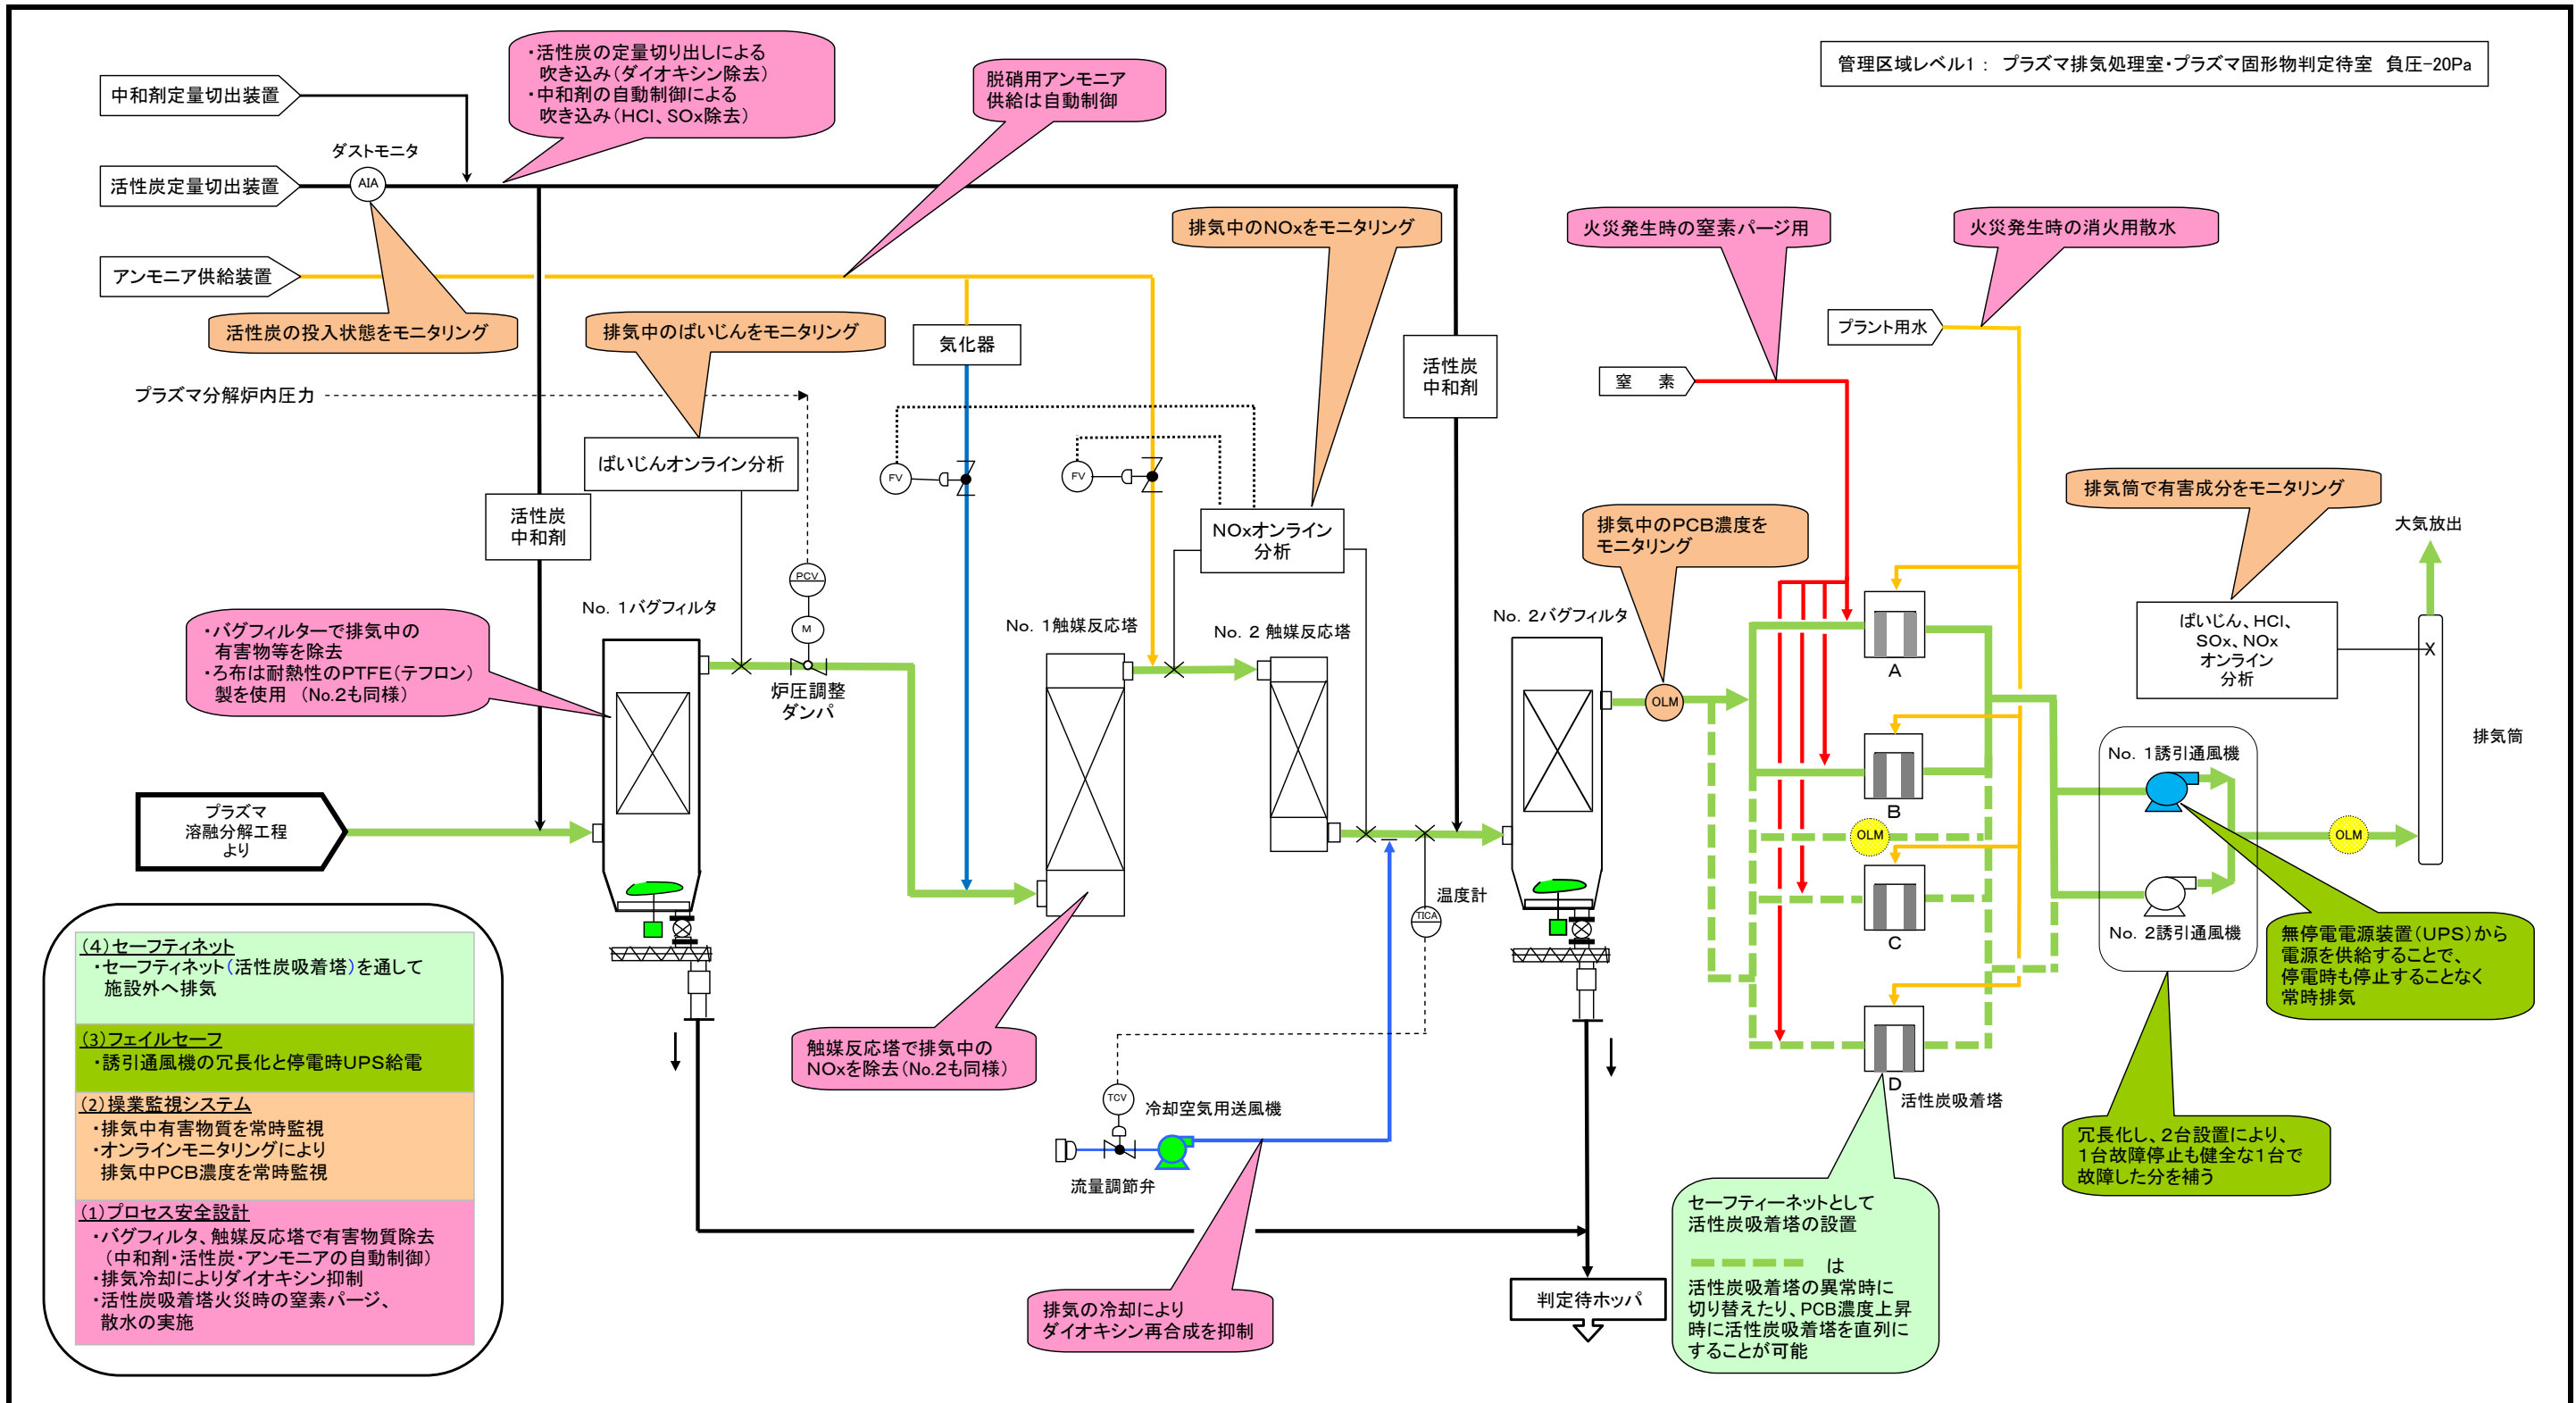 管理区域レベル1： プラズマ排気処理室・プラズマ固形物判定待室 負圧-20Pa
中和剤定量切出装置
・活性炭の定量切り出しによる
吹き込み（ダイオキシン除去）
・中和剤の自動制御による
吹き込み（HCl、SOx除去）
脱硝用アンモニア
供給は自動制御
ダストモニタ
活性炭定量切出装置
AIA
アンモニア供給装置
排気中のNOxをモニタリング
火災発生時の窒素パージ用
火災発生時の消火用散水
活性炭の投入状態をモニタリング
排気中のばいじんをモニタリング
気化器
プラント用水
活性炭
中和剤
窒 素
プラズマ分解炉内圧力
ばいじんオンライン分析
FV
FV
活性炭
中和剤
NOxオンライン
分析
排気中のPCB濃度を
モニタリング
排気筒で有害成分をモニタリング
大気放出
PCV
M
No. 1バグフィルタ
No. 1触媒反応塔
No. 2 触媒反応塔
No. 2バグフィルタ
ばいじん、HCl、
SOx、NOx
オンライン
分析
X
・バグフィルターで排気中の
有害物等を除去
・ろ布は耐熱性のPTFE（テフロン）
製を使用 （No.2も同様）
炉圧調整
ダンパ
OLM
A
排気筒
No. 1誘引通風機
プラズマ
溶融分解工程
より
B
OLM
OLM
温度計
TICA
C
No. 2誘引通風機
無停電電源装置（UPS）から
電源を供給することで、
停電時も停止することなく
常時排気
(4)セーフティネット
・セーフティネット（活性炭吸着塔）を通して
施設外へ排気
(3)フェイルセーフ
・誘引通風機の冗長化と停電時UPS給電
(2)操業監視システム
・排気中有害物質を常時監視
・オンラインモニタリングにより
排気中PCB濃度を常時監視
(1)プロセス安全設計
・バグフィルタ、触媒反応塔で有害物質除去
（中和剤・活性炭・アンモニアの自動制御）
・排気冷却によりダイオキシン抑制
・活性炭吸着塔火災時の窒素パージ、
散水の実施
触媒反応塔で排気中の
NOxを除去（No.2も同様）
TCV
冷却空気用送風機
流量調節弁
D
活性炭吸着塔
冗長化し、2台設置により、
1台故障停止も健全な1台で
故障した分を補う
排気の冷却により
ダイオキシン再合成を抑制
判定待ホッパ
セーフティーネットとして
活性炭吸着塔の設置
は
活性炭吸着塔の異常時に
切り替えたり、PCB濃度上昇
時に活性炭吸着塔を直列に
することが可能